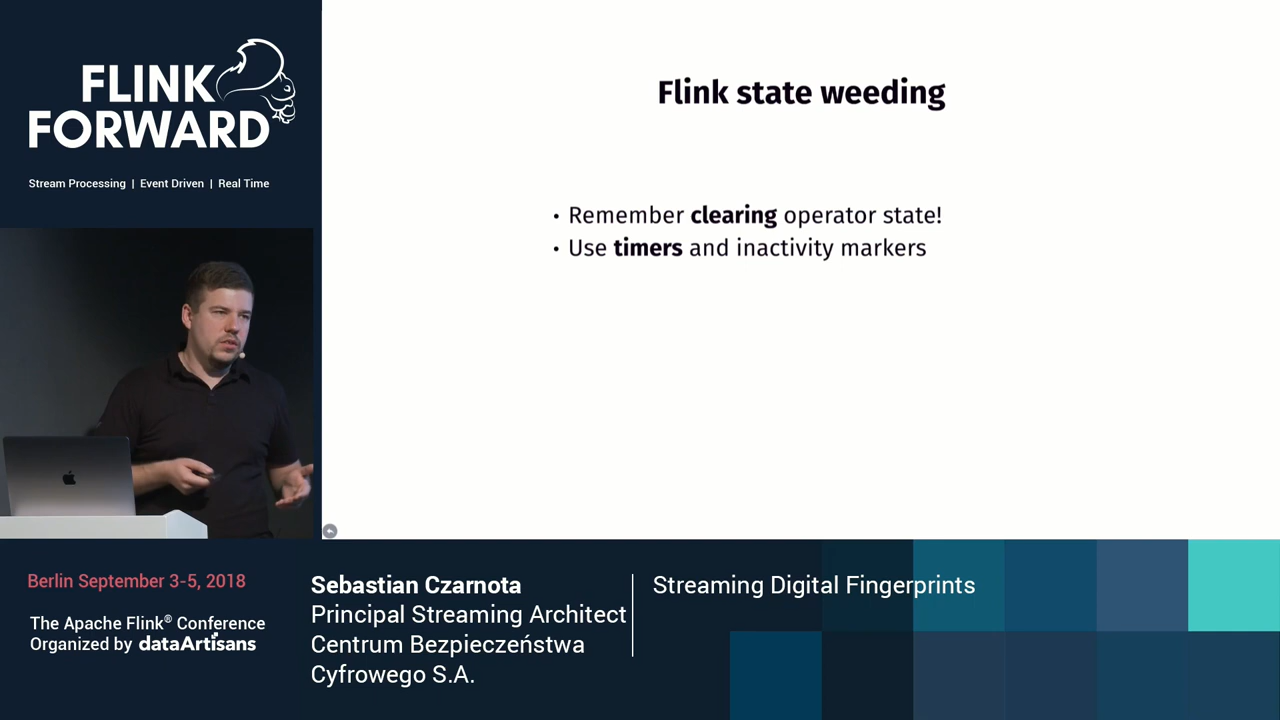 FLINK
FORWARD
Stream Processing | Event Driven | Real Time
Flink state weeding
• Remember clearing operator state!
• Use timers and inactivity markers
Berlin September 3-5, 2018
The Apache Flink® Conference
Organized by dataArtisans
Sebastian Czarnota
Principal Streaming Architect
Centrum Bezpieczeństwa
Cyfrowego S.A.
Streaming Digital Fingerprints